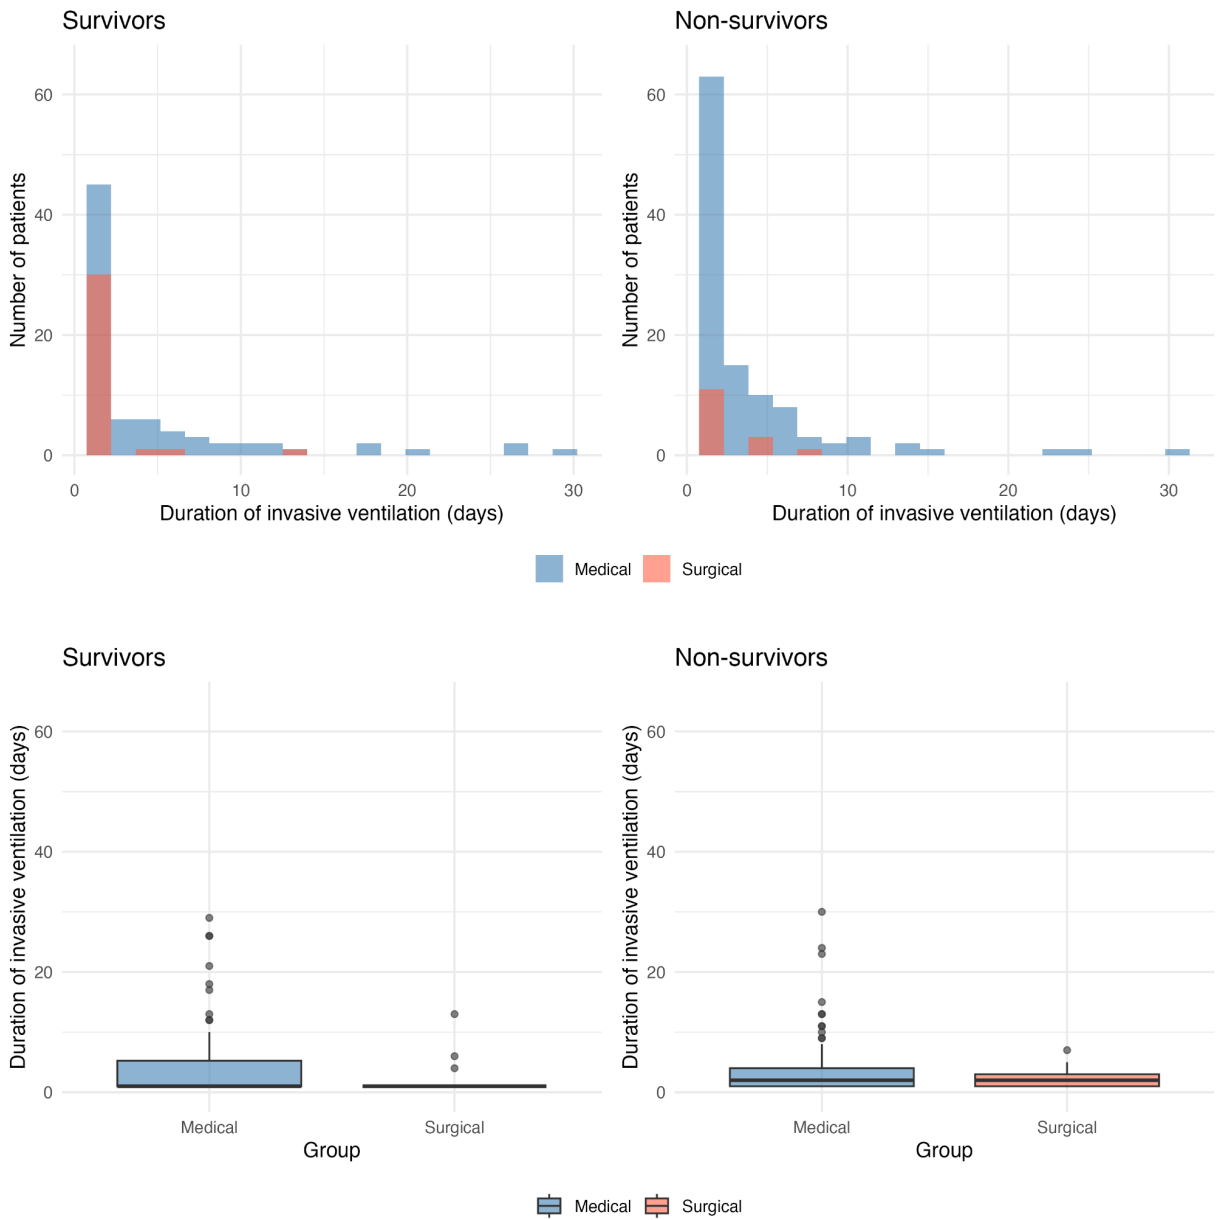 Survivors
Non-survivors
60
40
20
0
Number of patients
0 10 20 30
Duration of invasive ventilation (days)
60
40
20
0
Number of patients
0 10 20 30
Duration of invasive ventilation (days)
Medical Surgical
Survivors
Non-survivors
60
40
20
0
Duration of invasive ventilation (days)
Medical Surgical
Group
60
40
20
0
Duration of invasive ventilation (days)
Medical Surgical
Group
Medical Surgical